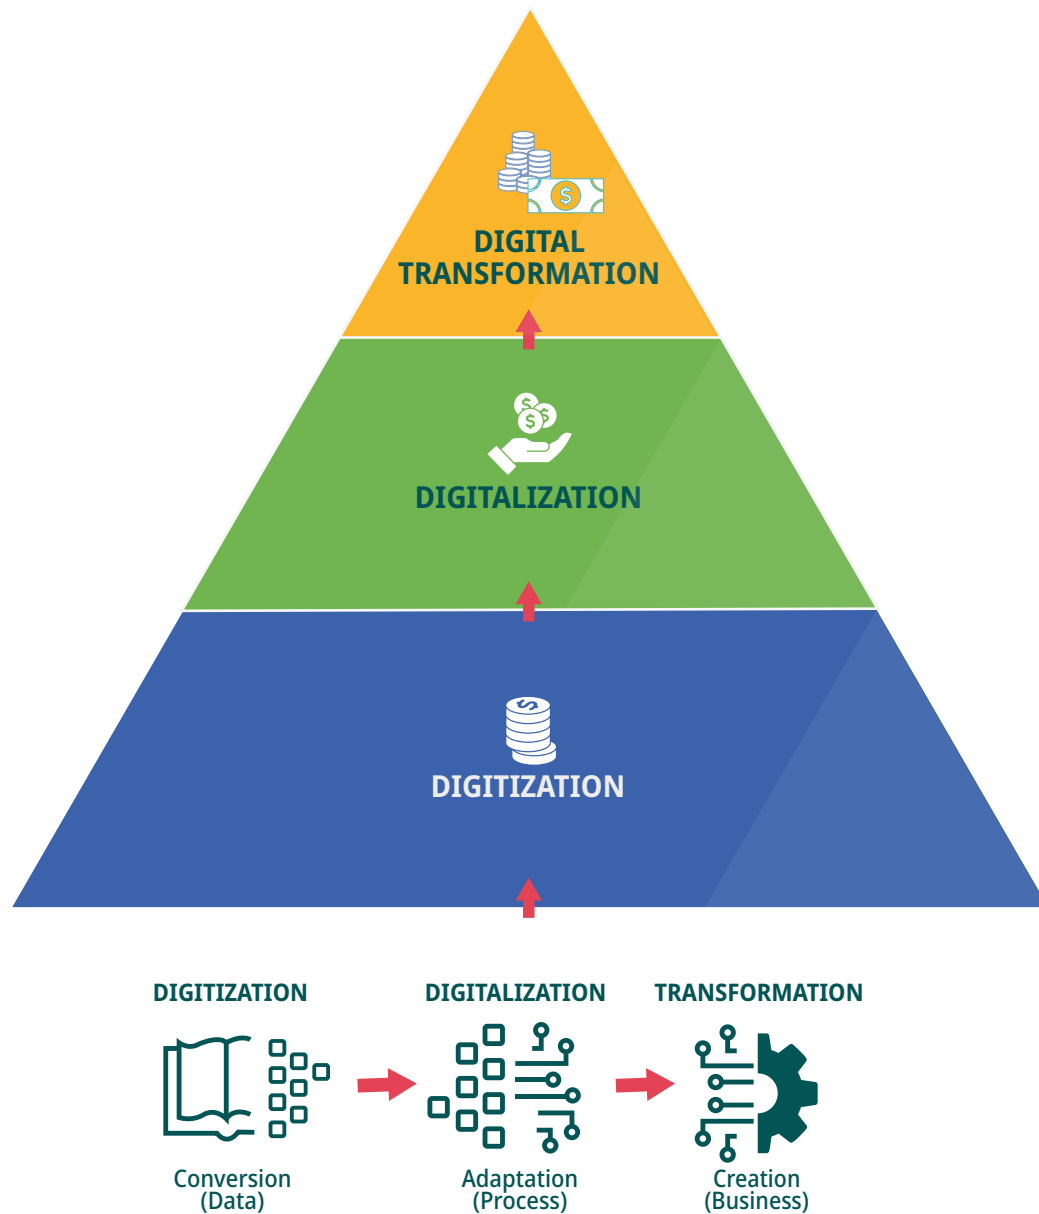 DIGITAL
TRANSFORMATION
DIGITALIZATION
DIGITIZATION
DIGITIZATION
DIGITALIZATION
TRANSFORMATION
Conversion
(Data)
Adaptation
(Process)
Creation
(Business)